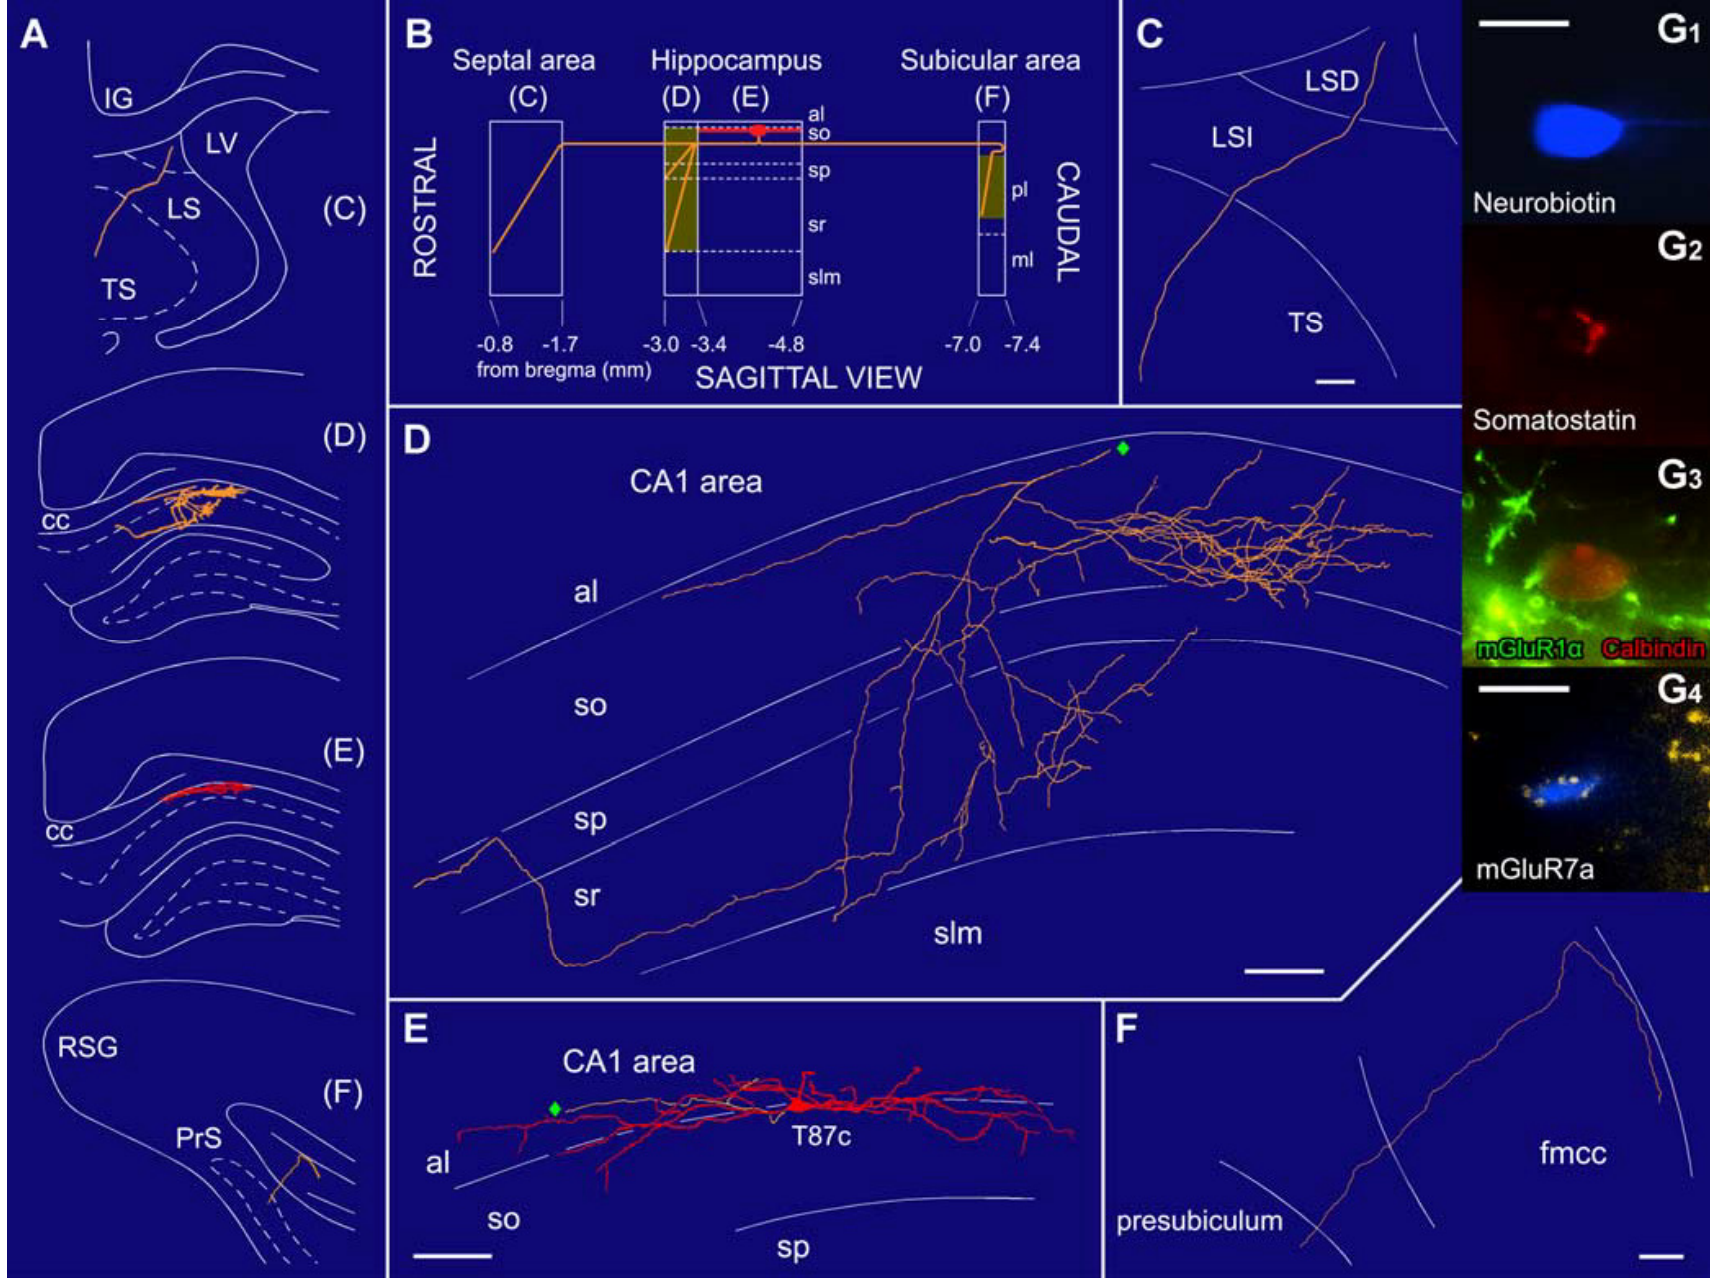 A
IG
LV
LS
(C)
TS
(D)
cc
(E)
cc
RSG
(F)
PrS
B
Septal area
Hippocampus
Subicular area
(C)
(D)
(E)
(F)
al
so
sp
sr
slm
pl
ml
ROSTRAL
CAUDAL
-0.8
-1.7
-3.0
-3.4
-4.8
-7.0
-7.4
from bregma (mm)
SAGITTAL VIEW
C
LSD
LSI
TS
D
CA1 area
al
so
sp
sr
slm
E
CA1 area
T87c
al
so
sp
F
fmcc
presubiculum
G1
Neurobiotin
G2
Somatostatin
G3
mGluR1α Calbindin
G4
mGluR7a